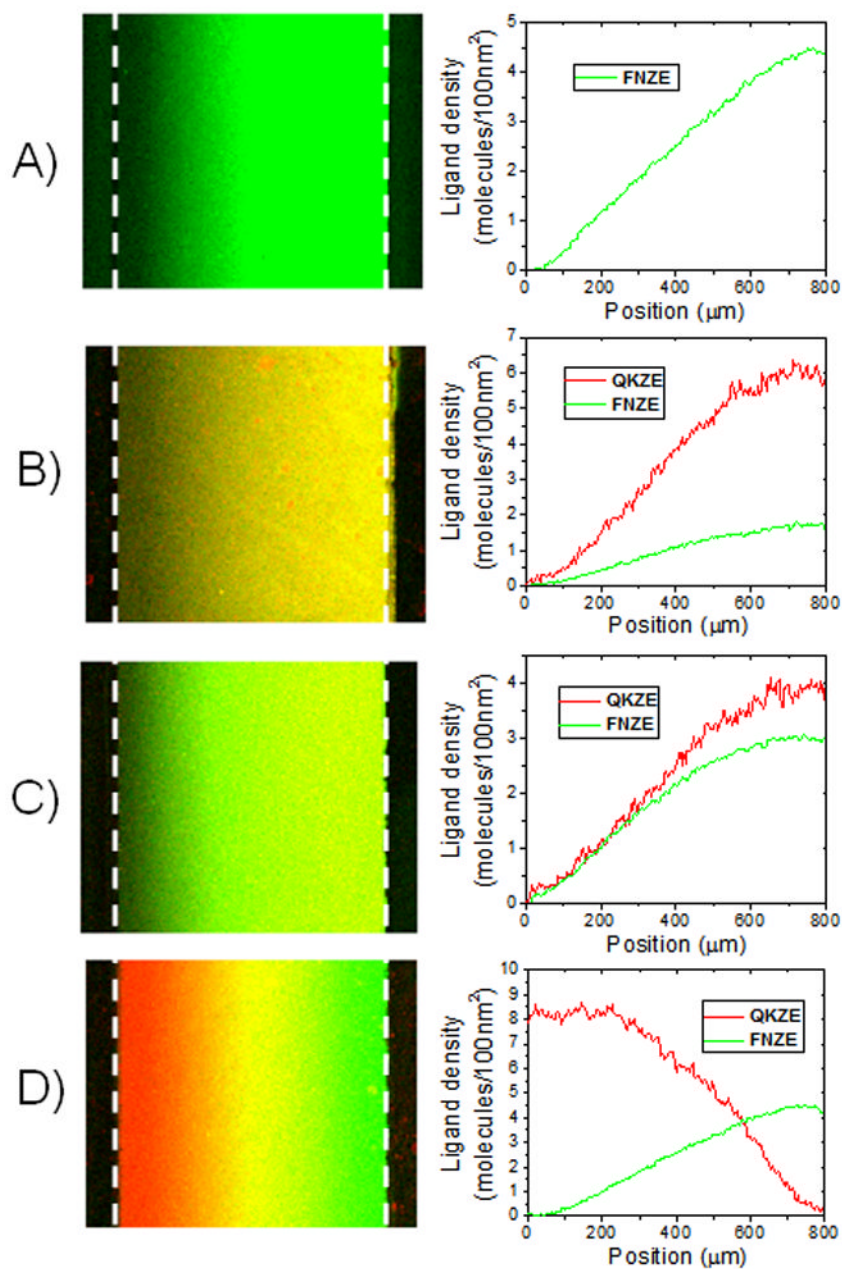 A)
Ligand density
(molecules/100nm²)
5
4
3
2
1
0
FNZE
0 200 400 600 800
Position (µm)
B)
Ligand density
(molecules/100nm²)
7
6
5
4
3
2
1
0
QKZE
FNZE
0 200 400 600 800
Position (µm)
C)
Ligand density
(molecules/100nm²)
4
3
2
1
0
QKZE
FNZE
0 200 400 600 800
Position (µm)
D)
Ligand density
(molecules/100nm²)
10
9
8
7
6
5
4
3
2
1
0
QKZE
FNZE
0 200 400 600 800
Position (µm)